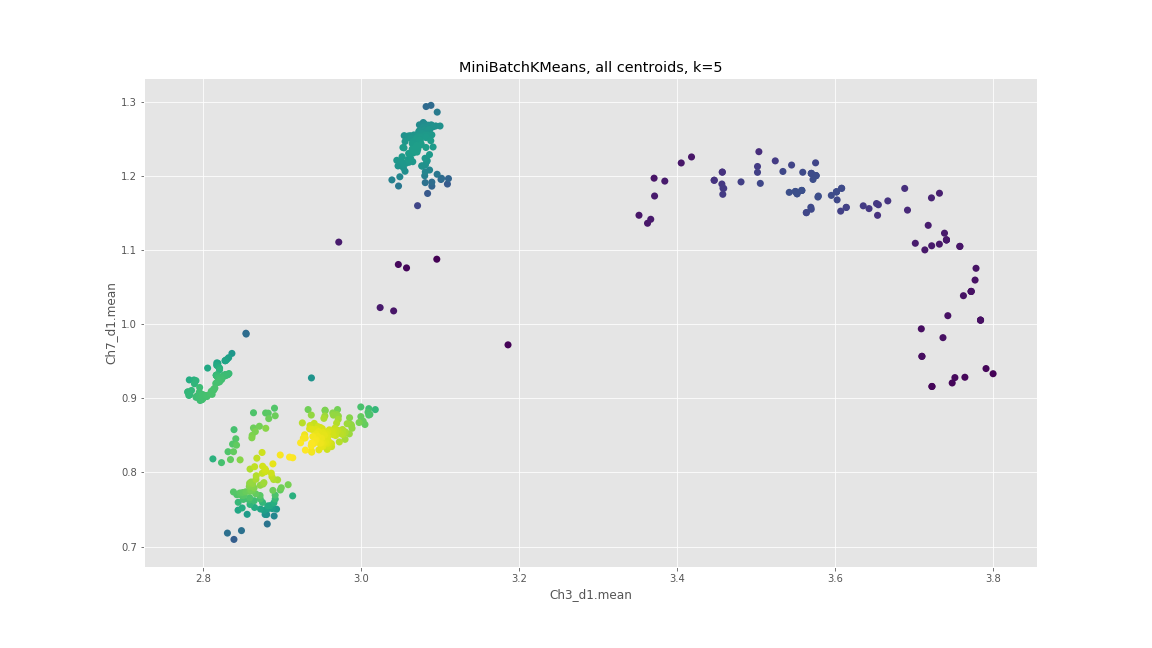 MiniBatchKMeans, all centroids, k=5
1.3
1.2
1.1
1.0
0.9
0.8
0.7
Ch7_d1.mean
2.8 3.0 3.2 3.4 3.6 3.8
Ch3_d1.mean